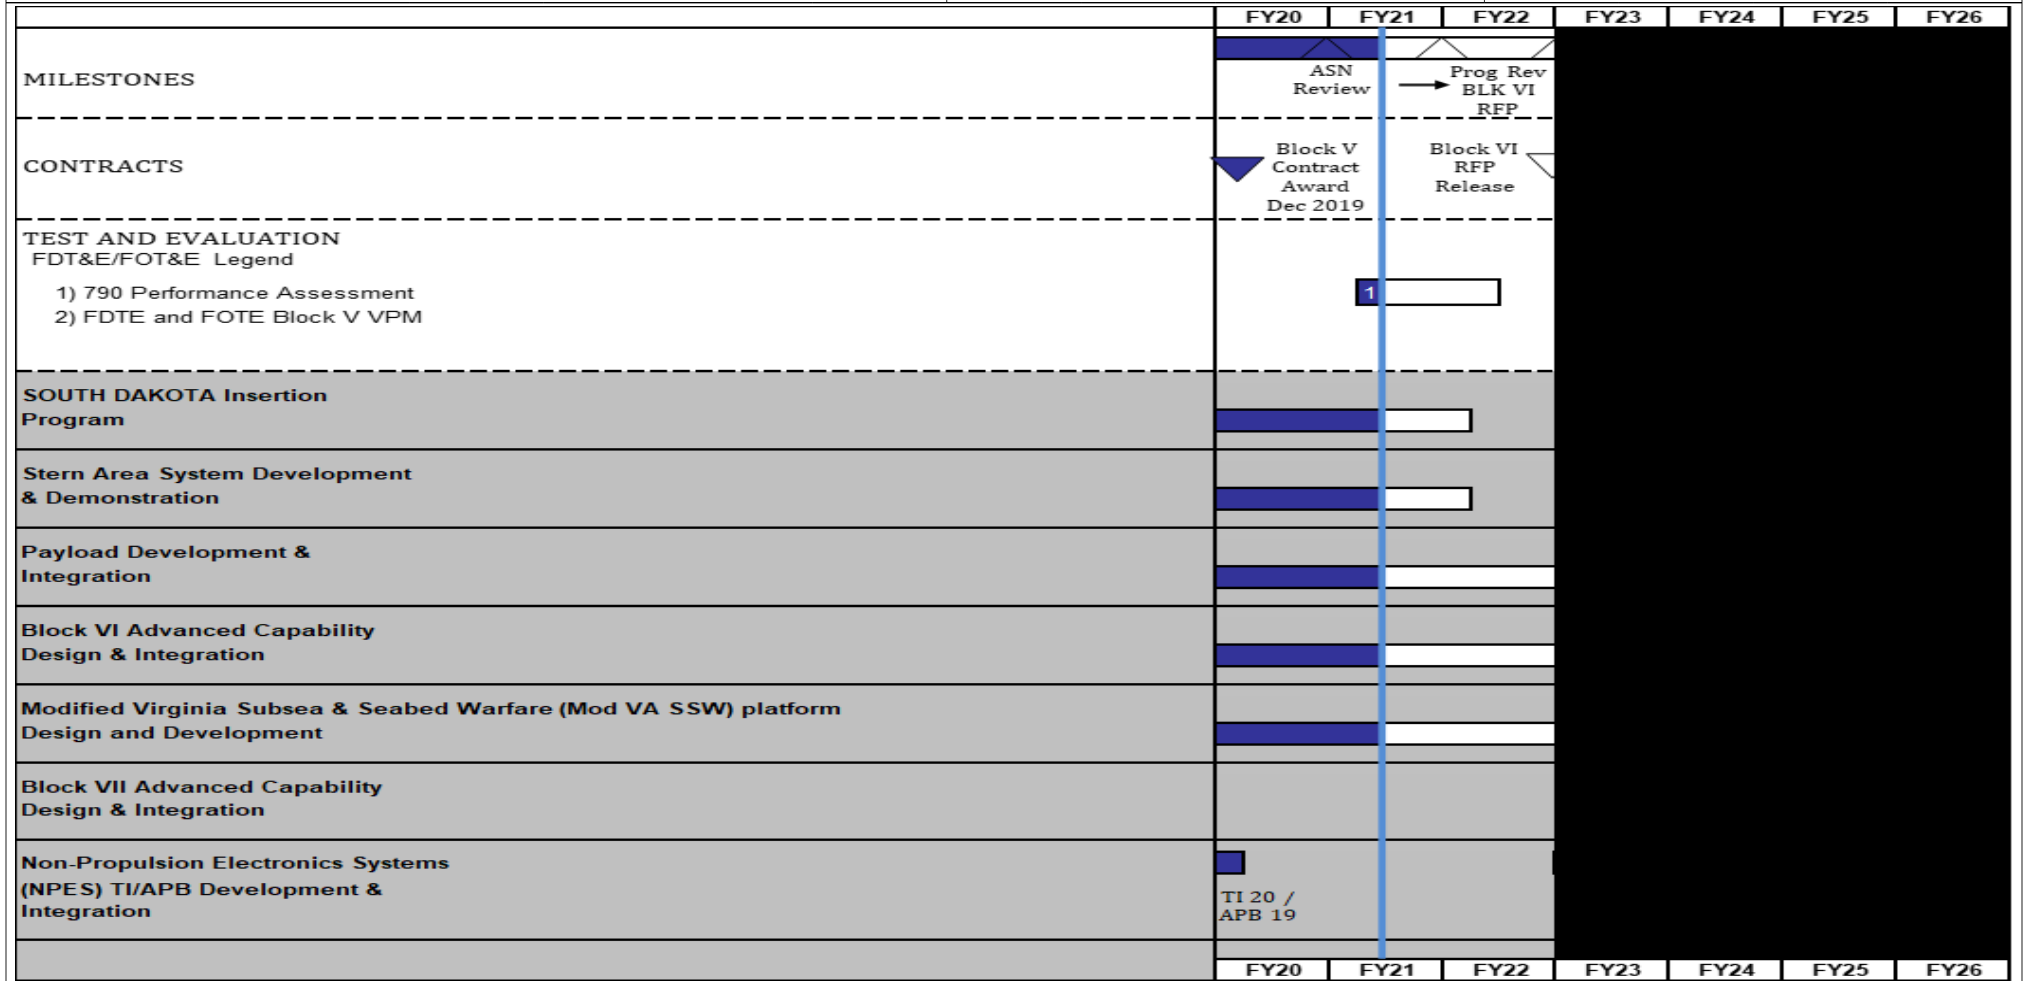 FY20 FY21 FY22 FY23 FY24 FY25 FY26
MILESTONES
ASN
Review
Prog Rev
BLK VI
RFP
CONTRACTS
Block V
Contract
Award
Dec 2019
Block VI
RFP
Release
TEST AND EVALUATION
FDT&E/FOT&E Legend
1) 790 Performance Assessment
2) FDTE and FOTE Block V VPM
1
SOUTH DAKOTA Insertion
Program
Stern Area System Development
& Demonstration
Payload Development &
Integration
Block VI Advanced Capability
Design & Integration
Modified Virginia Subsea & Seabed Warfare (Mod VA SSW) platform
Design and Development
Block VII Advanced Capability
Design & Integration
Non-Propulsion Electronics Systems
(NPES) TI/APB Development &
Integration
TI 20 /
APB 19
FY20 FY21 FY22 FY23 FY24 FY25 FY26